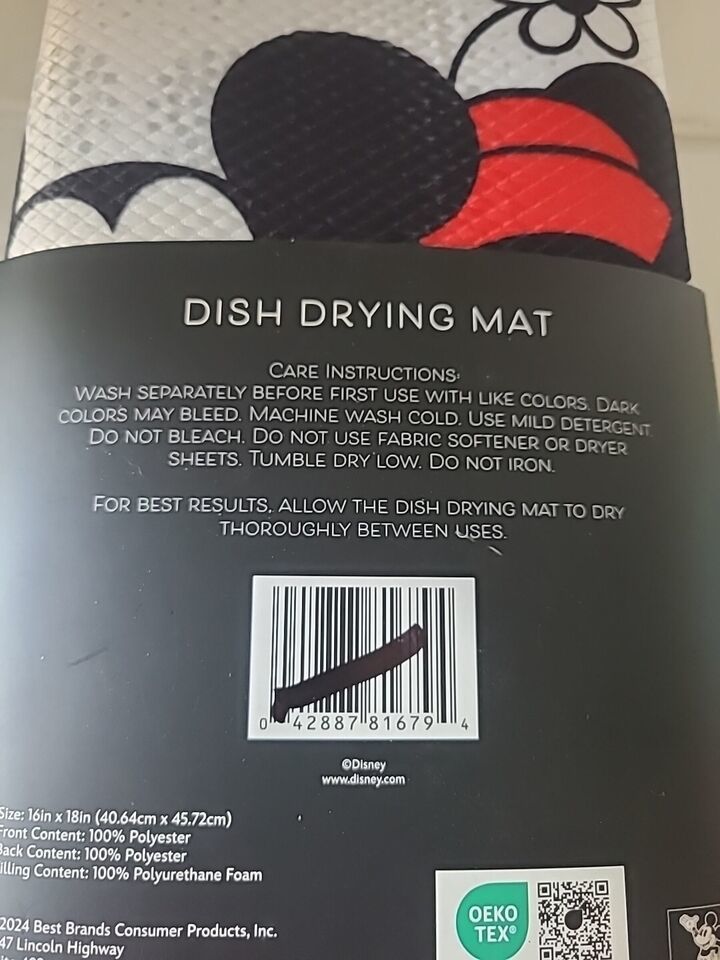 DISH DRYING MAT
CARE INSTRUCTIONS:
WASH SEPARATELY BEFORE FIRST USE WITH LIKE COLORS. DARK
COLORS MAY BLEED. MACHINE WASH COLD. USE MILD DETERGENT.
DO NOT BLEACH. DO NOT USE FABRIC SOFTENER OR DRYER
SHEETS. TUMBLE DRY LOW. DO NOT IRON.
FOR BEST RESULTS, ALLOW THE DISH DRYING MAT TO DRY
THOROUGHLY BETWEEN USES.
0 42887 81679 4
©Disney
www.disney.com
Size: 16in x 18in (40.64cm x 45.72cm)
Front Content: 100% Polyester
Back Content: 100% Polyester
illing Content: 100% Polyurethane Foam
2024 Best Brands Consumer Products, Inc.
47 Lincoln Highway
OEKO
TEX®